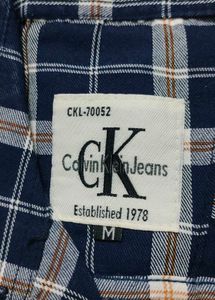 CKL-70052
CK
Calvin Klein Jeans
Established 1978
M